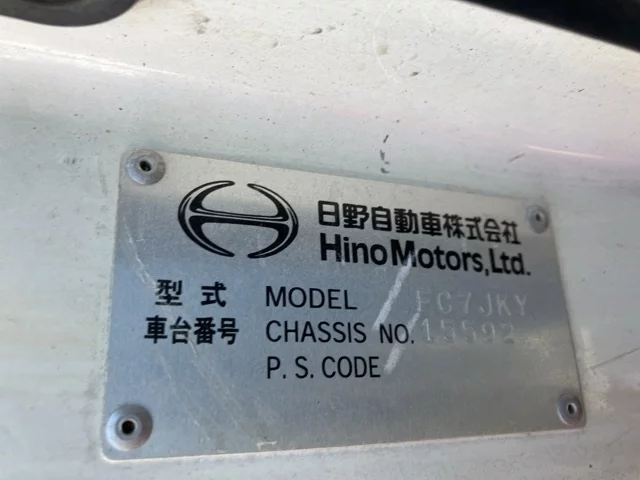 日野自動車株式会社
Hino Motors, Ltd.
型式 MODEL FC7JKY
車台番号 CHASSIS NO. 15592
P.S.CODE